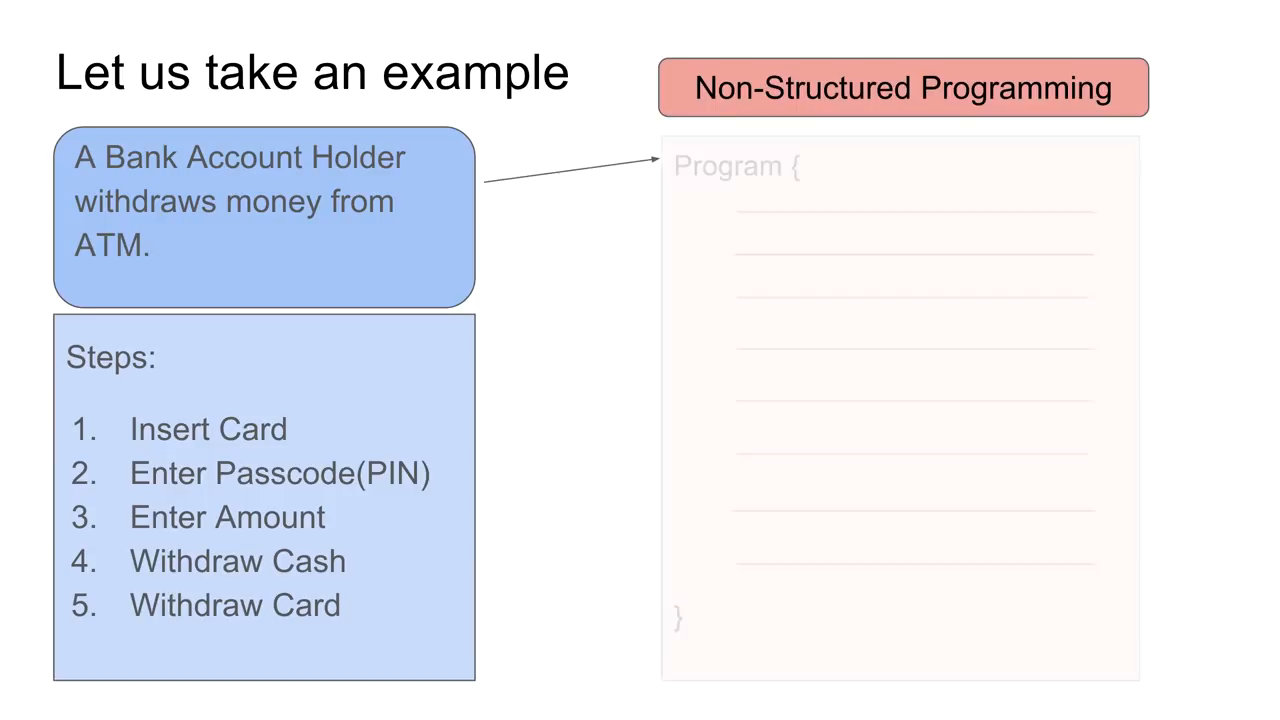 Let us take an example
A Bank Account Holder
withdraws money from
ATM.
Steps:
1. Insert Card
2. Enter Passcode(PIN)
3. Enter Amount
4. Withdraw Cash
5. Withdraw Card
Non-Structured Programming
Program {
}